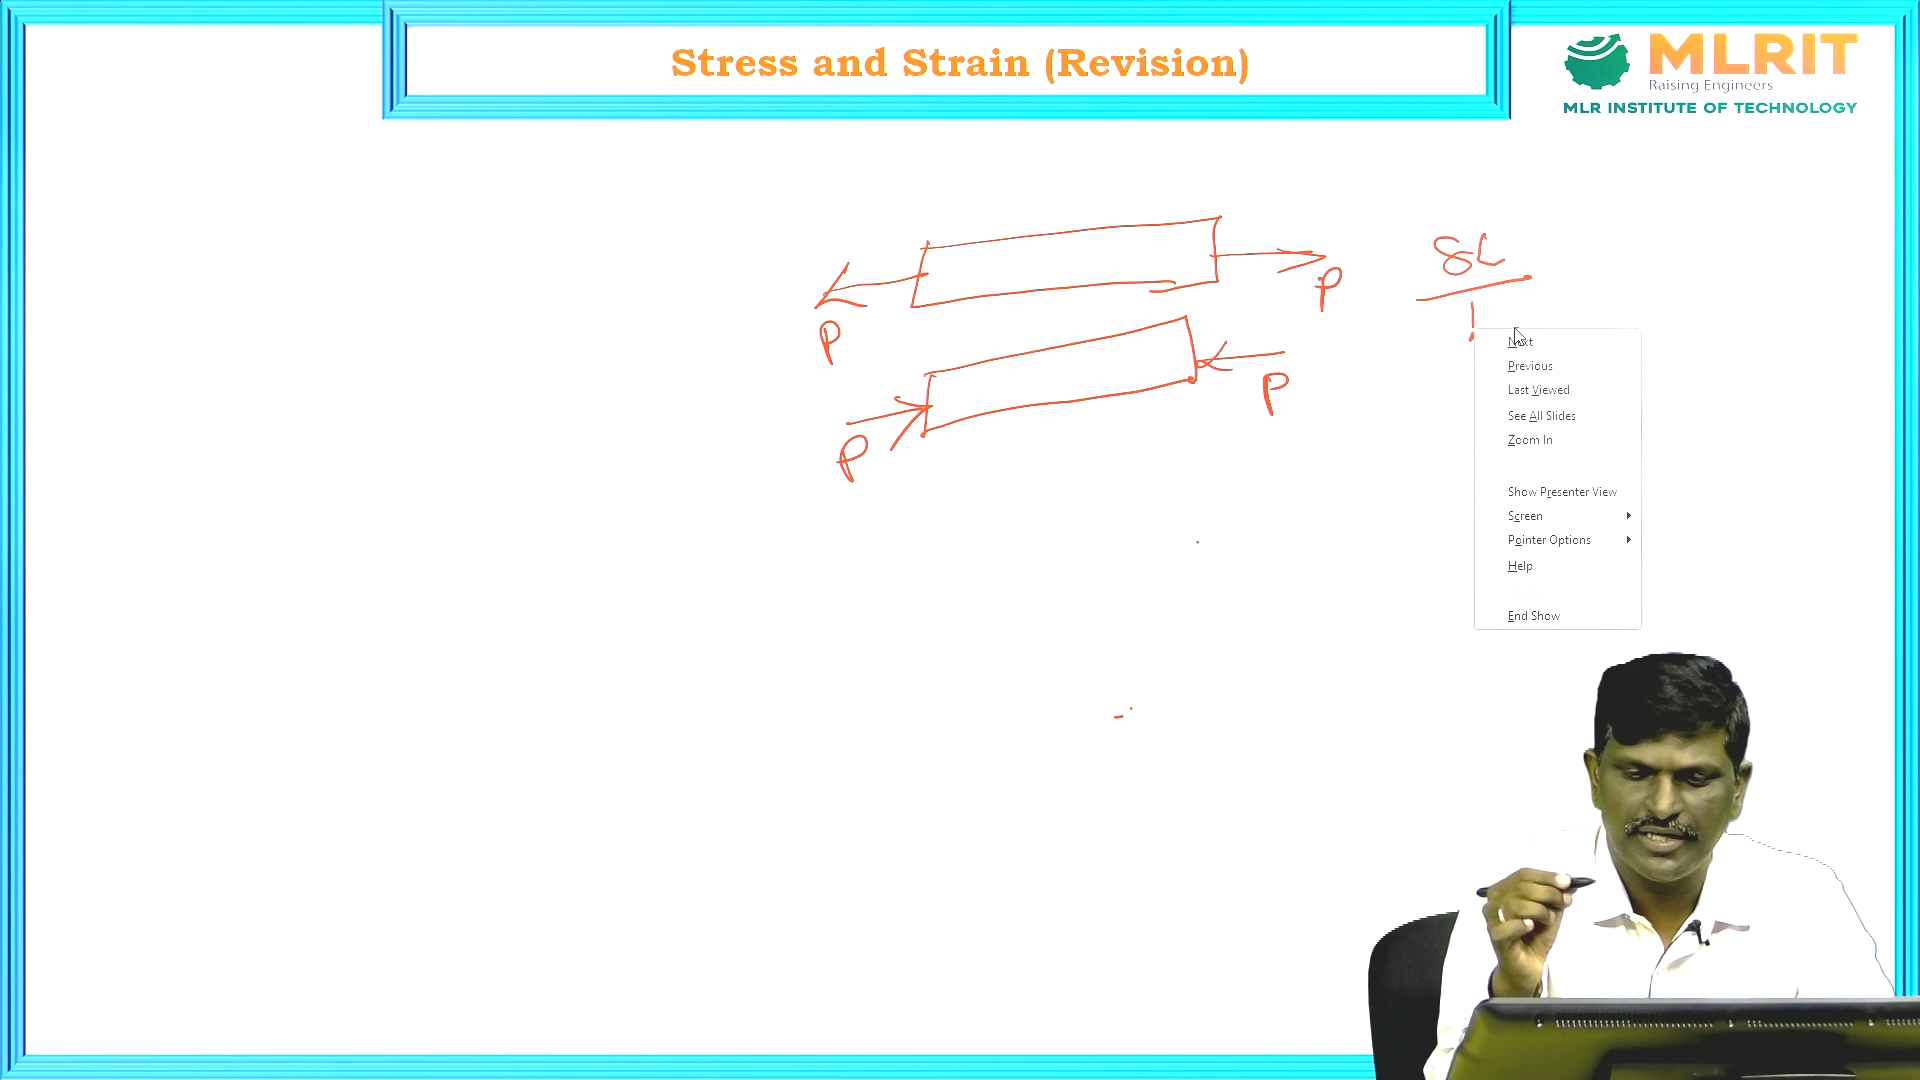 Stress and Strain (Revision)
MLRIT
Raising Engineers
MLR INSTITUTE OF TECHNOLOGY
P
P
P
P
δL
Next
Previous
Last Viewed
See All Slides
Zoom In
Show Presenter View
Screen
Pointer Options
Help
End Show